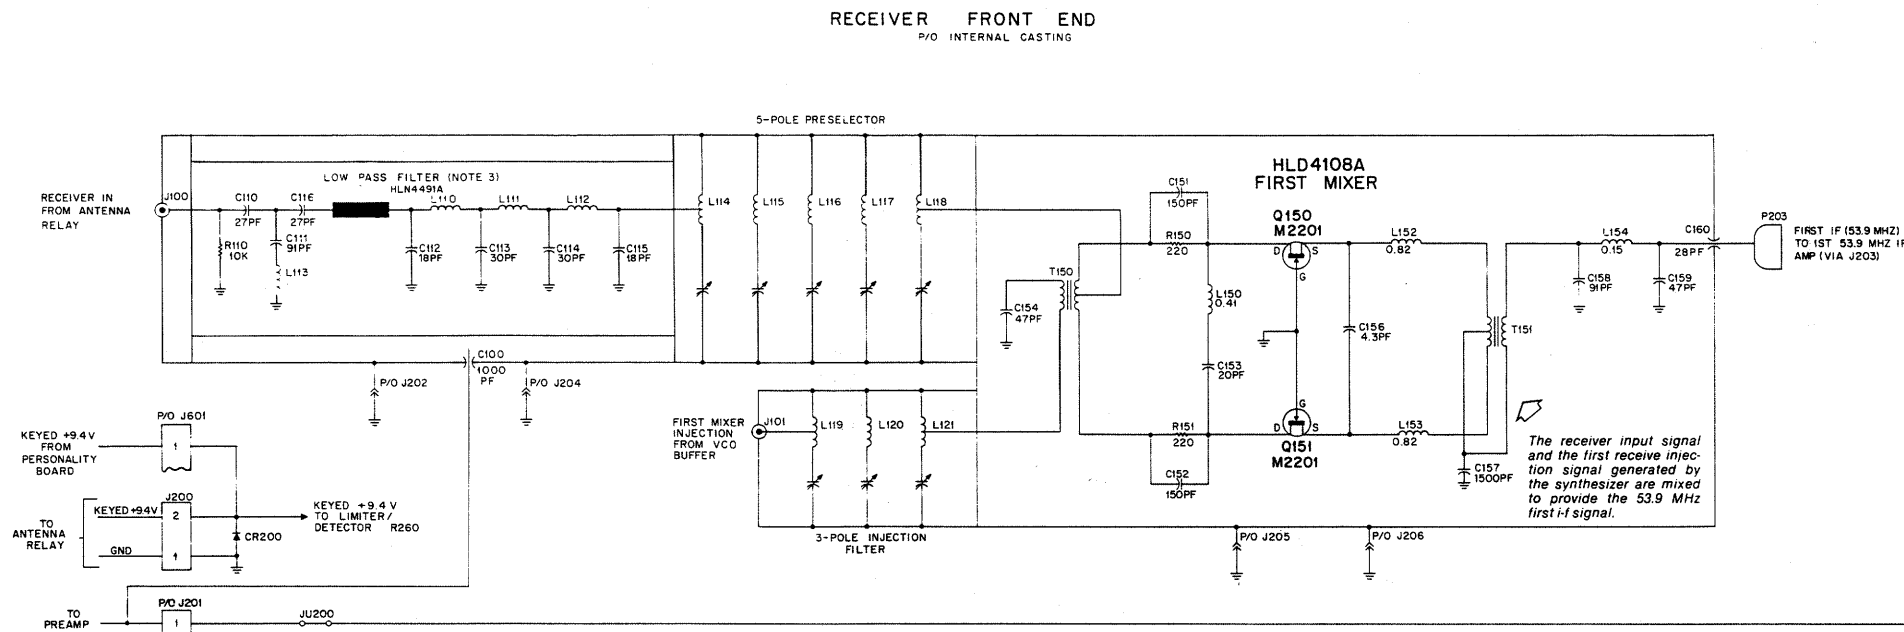 RECEIVER FRONT END
P/O INTERNAL CASTING
5-POLE PRESELECTOR
RECEIVER IN
FROM ANTENNA
RELAY
J100
LOW PASS FILTER (NOTE 3)
HLN4491A
C110
27PF
C116
27PF
R110
10K
C111
91PF
L113
L110
L111
L112
C112
18PF
C113
30PF
C114
30PF
C115
18PF
L114
L115
L116
L117
L118
HLD4108A
FIRST MIXER
C151
150PF
Q150
M2201
R150
220
D
S
G
L152
0.82
T150
C154
47PF
L150
0.41
C153
20PF
C156
4.3PF
T151
L154
0.15
C158
91PF
C159
47PF
C160
28PF
P203
FIRST IF (53.9 MHZ)
TO 1ST 53.9 MHZ IF
AMP (VIA J203)
G
R151
220
D
S
Q151
M2201
C152
150PF
L153
0.82
C157
1500PF
The receiver input signal
and the first receive injec-
tion signal generated by
the synthesizer are mixed
to provide the 53.9 MHz
first i-f signal.
C100
1000
PF
P/O J202
P/O J204
FIRST MIXER
INJECTION
FROM VCO
BUFFER
J101
L119
L120
L121
3-POLE INJECTION
FILTER
P/O J205
P/O J206
P/O J601
KEYED +9.4V
FROM
PERSONALITY
BOARD
1
J200
KEYED +9.4V
2
TO
ANTENNA
RELAY
GND
1
CR200
KEYED +9.4 V
TO LIMITER/
DETECTOR R260
P/O J201
TO
PREAMP
1
JU200